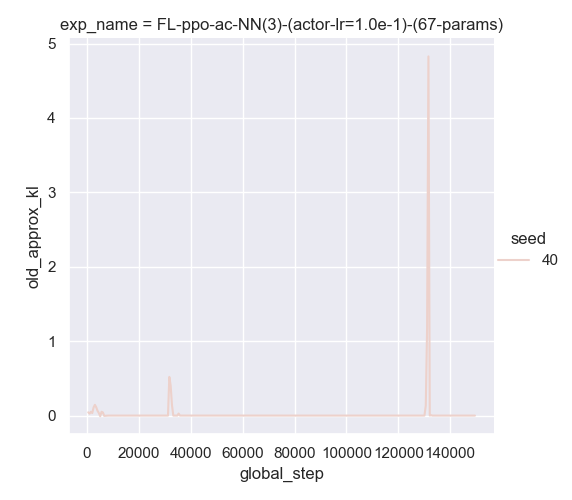 exp_name = FL-ppo-ac-NN(3)-(actor-lr=1.0e-1)-(67-params)
5
4
3
2
1
0
old_approx_kl
0 20000 40000 60000 80000 100000 120000 140000
global_step
seed
40